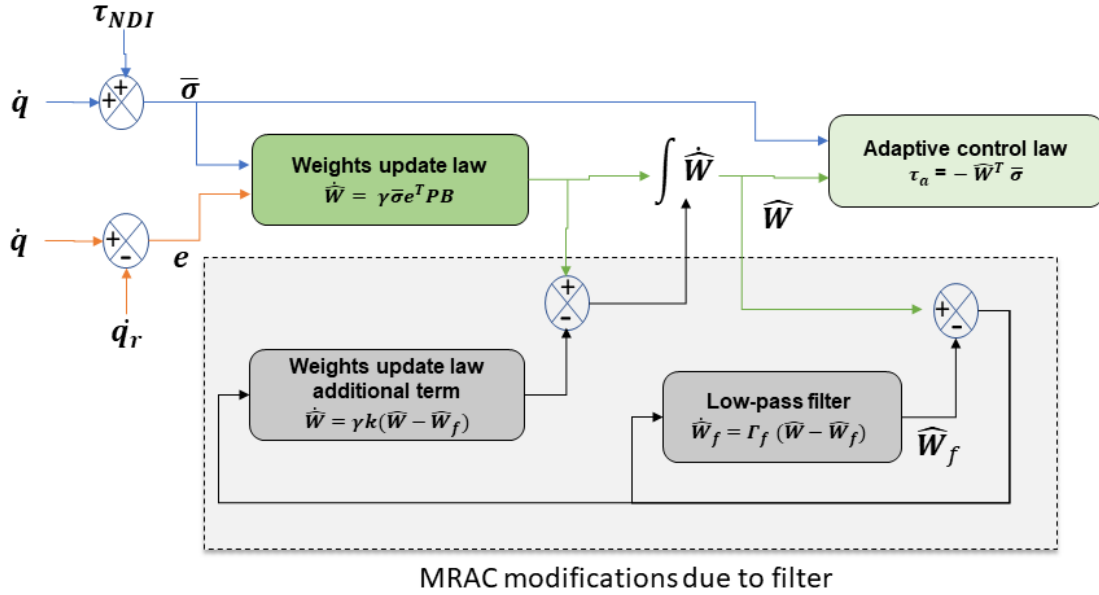 τ_NDI
q̇
+
+
σ̄
Weights update law
Ŵ̇ = γσ̄e^T PB
∫ Ŵ̇
Adaptive control law
τ_a = − Ŵ^T σ̄
Ŵ
q̇
+
-
e
q̇_r
+
-
+
-
Weights update law
additional term
Ŵ̇ = γk(Ŵ − Ŵ_f)
Low-pass filter
Ŵ̇_f = Γ_f (Ŵ − Ŵ_f)
Ŵ_f
MRAC modifications due to filter